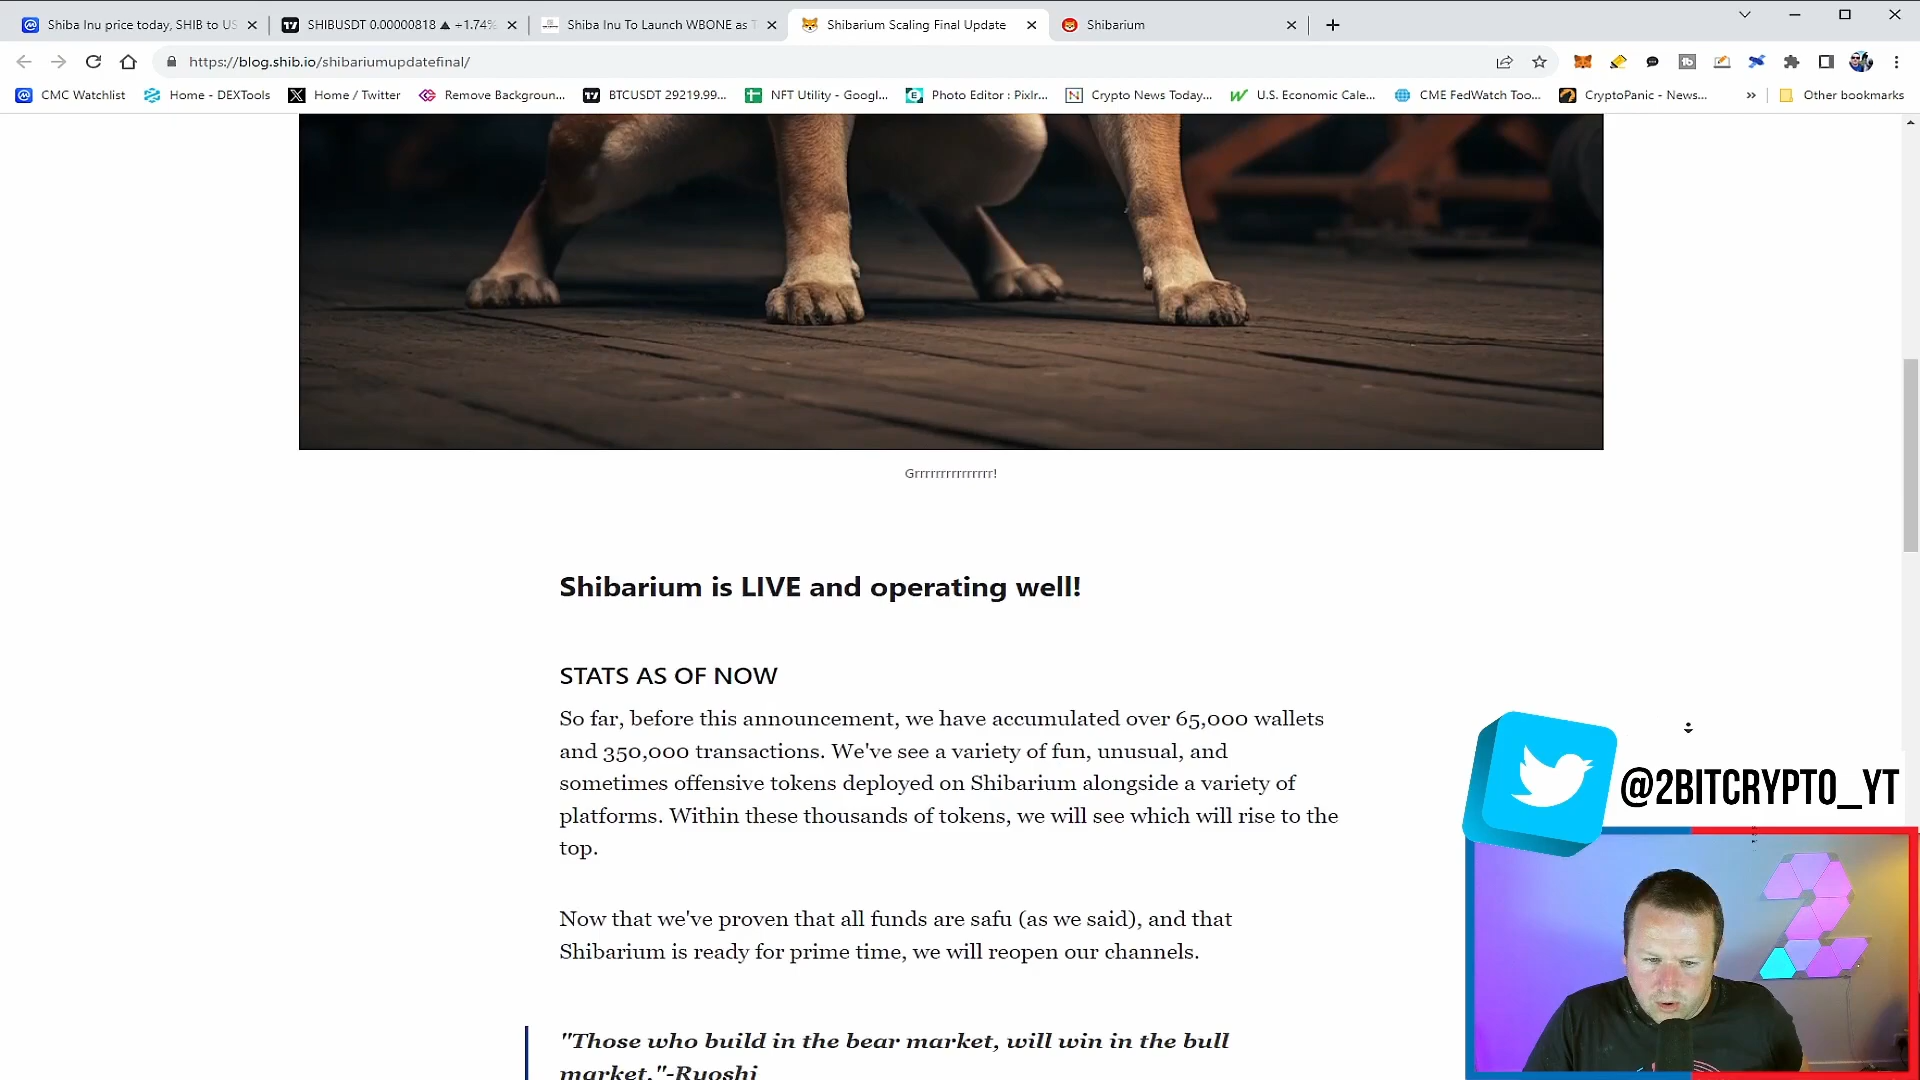 Shiba Inu price today, SHIB to US
SHIBUSDT 0.00000818 ▲ +1.74%
Shiba Inu To Launch WBONE as T
Shibarium Scaling Final Update
Shibarium
https://blog.shib.io/shibariumupdatefinal/
CMC Watchlist
Home - DEXTools
Home / Twitter
Remove Backgroun...
BTCUSDT 29219.99...
NFT Utility - Googl...
Photo Editor : Pixlr...
Crypto News Today...
U.S. Economic Cale...
CME FedWatch Too...
CryptoPanic - News...
»
Other bookmarks
Grrrrrrrrrrrrrrr!
Shibarium is LIVE and operating well!
STATS AS OF NOW
So far, before this announcement, we have accumulated over 65,000 wallets
and 350,000 transactions. We've see a variety of fun, unusual, and
sometimes offensive tokens deployed on Shibarium alongside a variety of
platforms. Within these thousands of tokens, we will see which will rise to the
top.
Now that we've proven that all funds are safu (as we said), and that
Shibarium is ready for prime time, we will reopen our channels.
"Those who build in the bear market, will win in the bull
market."-Ryoshi
@2BITCRYPTO_YT